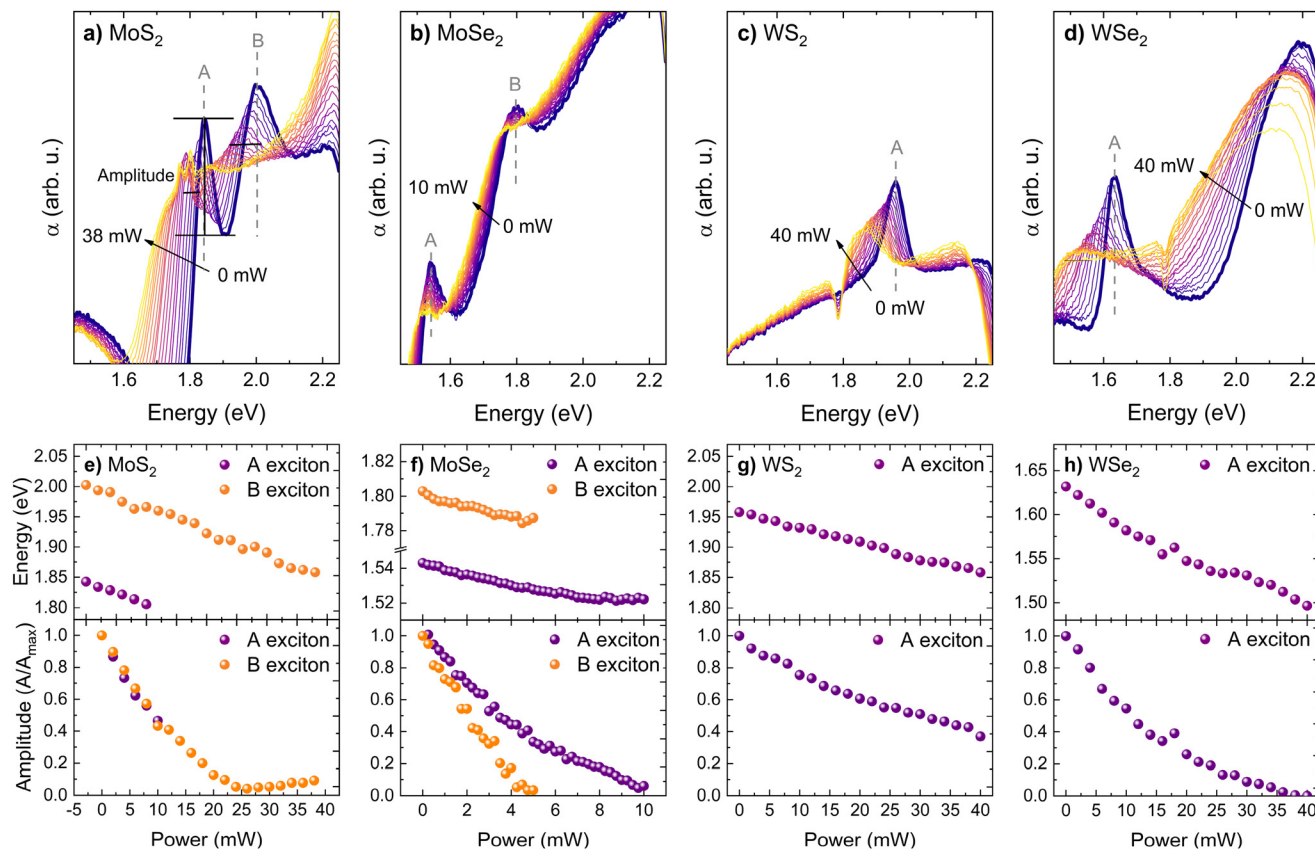 a) MoS₂
A
B
Amplitude
38 mW
0 mW
α (arb. u.)
1.6 1.8 2.0 2.2
Energy (eV)
b) MoSe₂
A
B
10 mW
0 mW
α (arb. u.)
1.6 1.8 2.0 2.2
Energy (eV)
c) WS₂
A
40 mW
0 mW
α (arb. u.)
1.6 1.8 2.0 2.2
Energy (eV)
d) WSe₂
A
40 mW
0 mW
α (arb. u.)
1.6 1.8 2.0 2.2
Energy (eV)
e) MoS₂
A exciton
B exciton
Energy (eV)
2.05
2.00
1.95
1.90
1.85
1.80
A exciton
B exciton
Amplitude (A/Amax)
1.0
0.8
0.6
0.4
0.2
0.0
-5 0 5 10 15 20 25 30 35 40
Power (mW)
f) MoSe₂
A exciton
B exciton
1.82
1.80
1.78
1.54
1.52
A exciton
B exciton
1.0
0.8
0.6
0.4
0.2
0.0
0 2 4 6 8 10
Power (mW)
g) WS₂
A exciton
2.05
2.00
1.95
1.90
1.85
1.80
A exciton
1.0
0.8
0.6
0.4
0.2
0.0
0 5 10 15 20 25 30 35 40
Power (mW)
h) WSe₂
A exciton
1.65
1.60
1.55
1.50
A exciton
1.0
0.8
0.6
0.4
0.2
0.0
0 5 10 15 20 25 30 35 40
Power (mW)